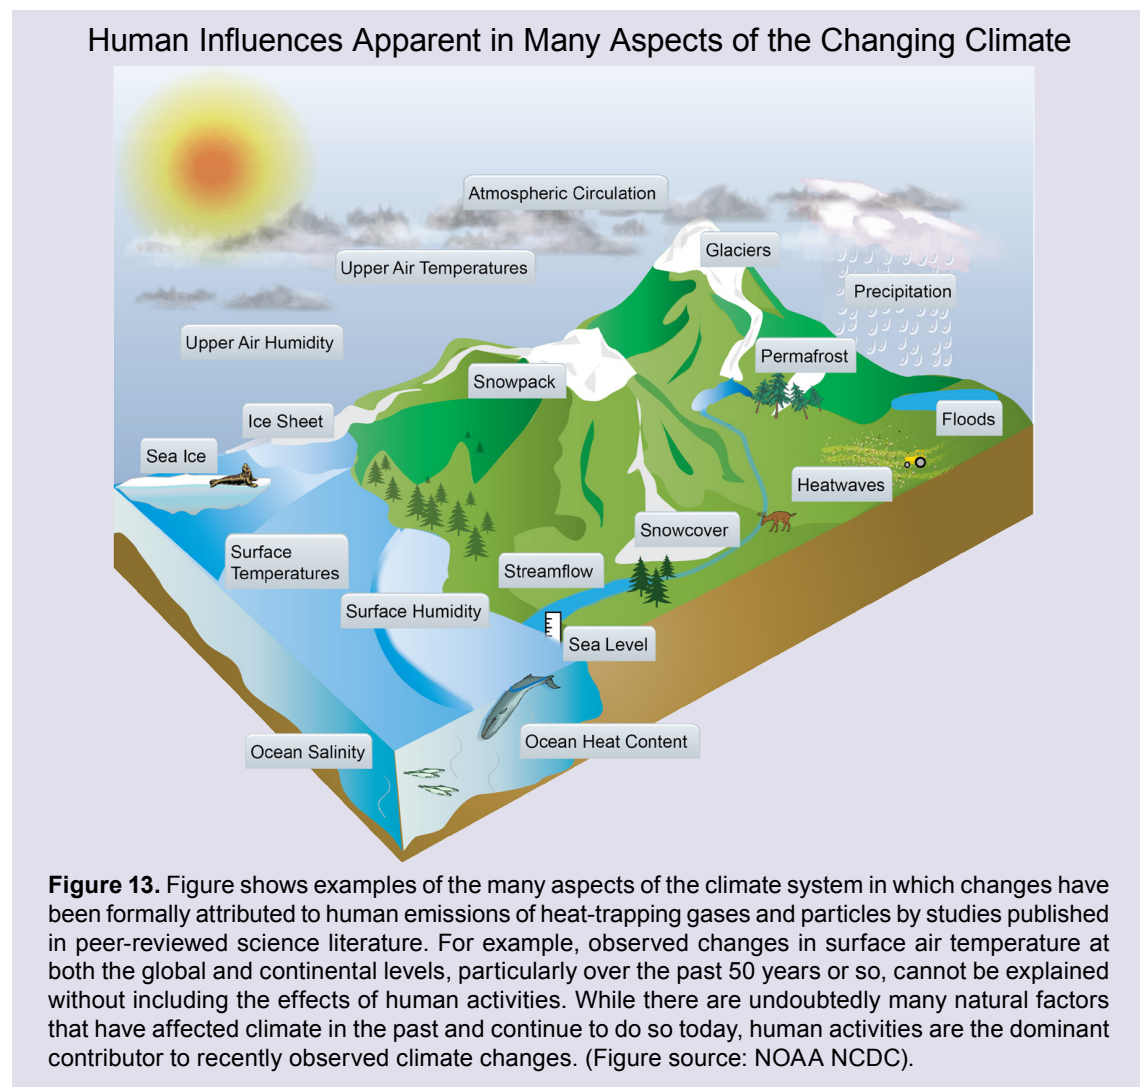 Human Influences Apparent in Many Aspects of the Changing Climate
Atmospheric Circulation
Glaciers
Upper Air Temperatures
Precipitation
Upper Air Humidity
Permafrost
Snowpack
Ice Sheet
Floods
Sea Ice
Heatwaves
Snowcover
Surface
Temperatures
Streamflow
Surface Humidity
Sea Level
Ocean Salinity
Ocean Heat Content
Figure 13. Figure shows examples of the many aspects of the climate system in which changes have
been formally attributed to human emissions of heat-trapping gases and particles by studies published
in peer-reviewed science literature. For example, observed changes in surface air temperature at
both the global and continental levels, particularly over the past 50 years or so, cannot be explained
without including the effects of human activities. While there are undoubtedly many natural factors
that have affected climate in the past and continue to do so today, human activities are the dominant
contributor to recently observed climate changes. (Figure source: NOAA NCDC).